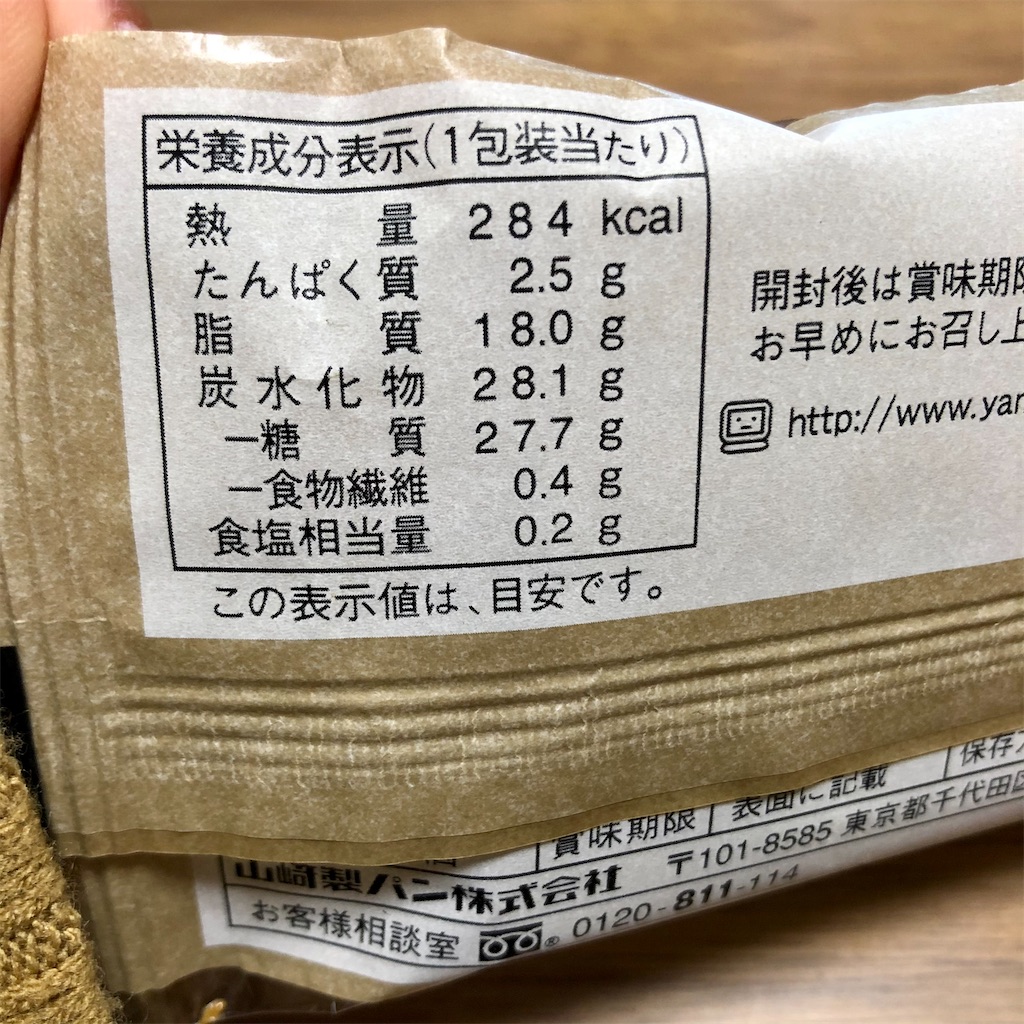 栄養成分表示(1包装当たり)
熱量 284 kcal
たんぱく質 2.5 g
脂質 18.0 g
炭水化物 28.1 g
ー糖質 27.7 g
ー食物繊維 0.4 g
食塩相当量 0.2 g
この表示値は、目安です。
開封後は賞味期限
お早めにお召し上
http://www.yam
賞味期限 表面に記載 保存
山崎製パン株式会社 〒101-8585 東京都千代田区
お客様相談室 0120-811-114